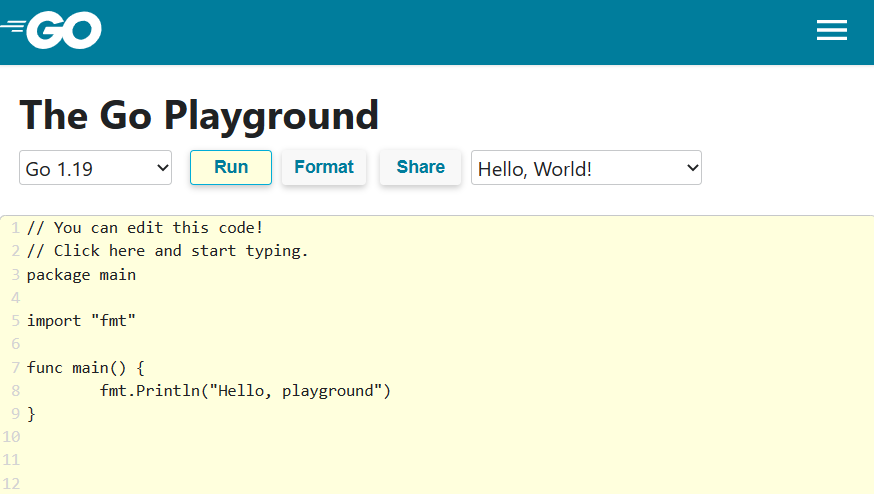 GO
The Go Playground
Go 1.19 Run Format Share Hello, World!
1 // You can edit this code!
2 // Click here and start typing.
3 package main
4
5 import "fmt"
6
7 func main() {
8 fmt.Println("Hello, playground")
9 }
10
11
12